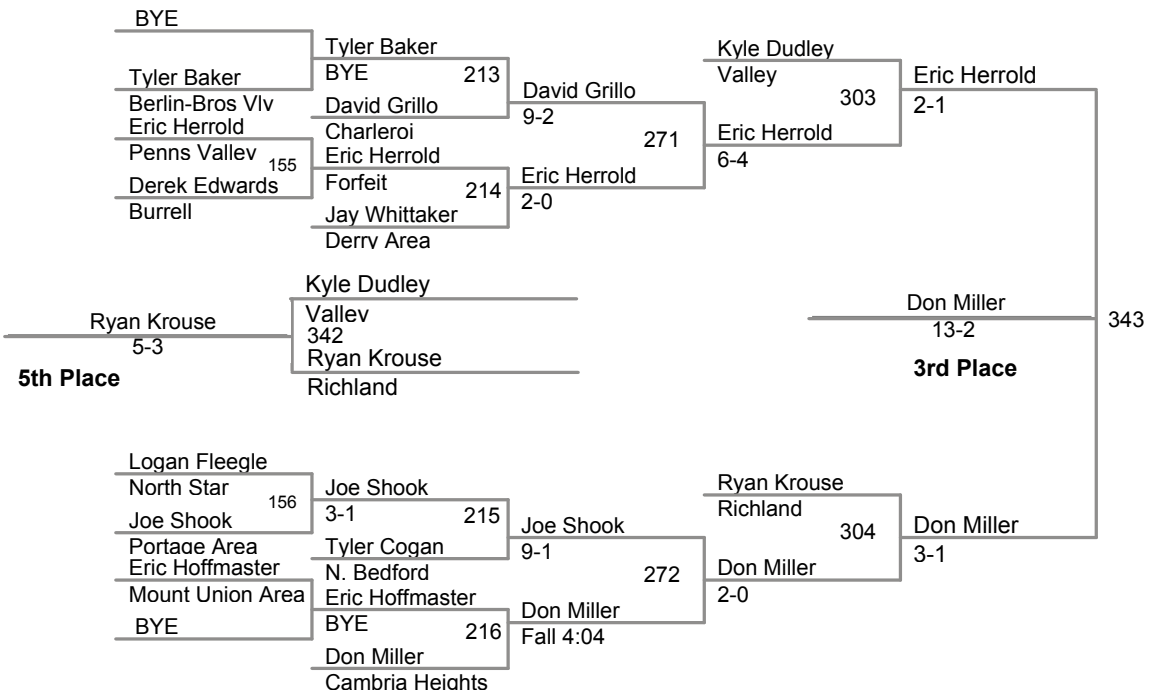 BYE
Tyler Baker
Berlin-Bros Vlv
Eric Herrold
Penns Valley
155
Derek Edwards
Burrell
Tyler Baker
BYE
213
David Grillo
Charleroi
Eric Herrold
Forfeit
214
Jay Whittaker
Derry Area
David Grillo
9-2
271
Eric Herrold
2-0
Kyle Dudley
Valley
303
Eric Herrold
6-4
Eric Herrold
2-1
Kyle Dudley
Valley
342
Ryan Krouse
Richland
Ryan Krouse
5-3
5th Place
Don Miller
13-2
3rd Place
343
Logan Fleegle
North Star
156
Joe Shook
Portage Area
Eric Hoffmaster
Mount Union Area
BYE
Joe Shook
3-1
215
Tyler Cogan
N. Bedford
Eric Hoffmaster
BYE
216
Don Miller
Cambria Heights
Joe Shook
9-1
272
Don Miller
Fall 4:04
Ryan Krouse
Richland
304
Don Miller
2-0
Don Miller
3-1